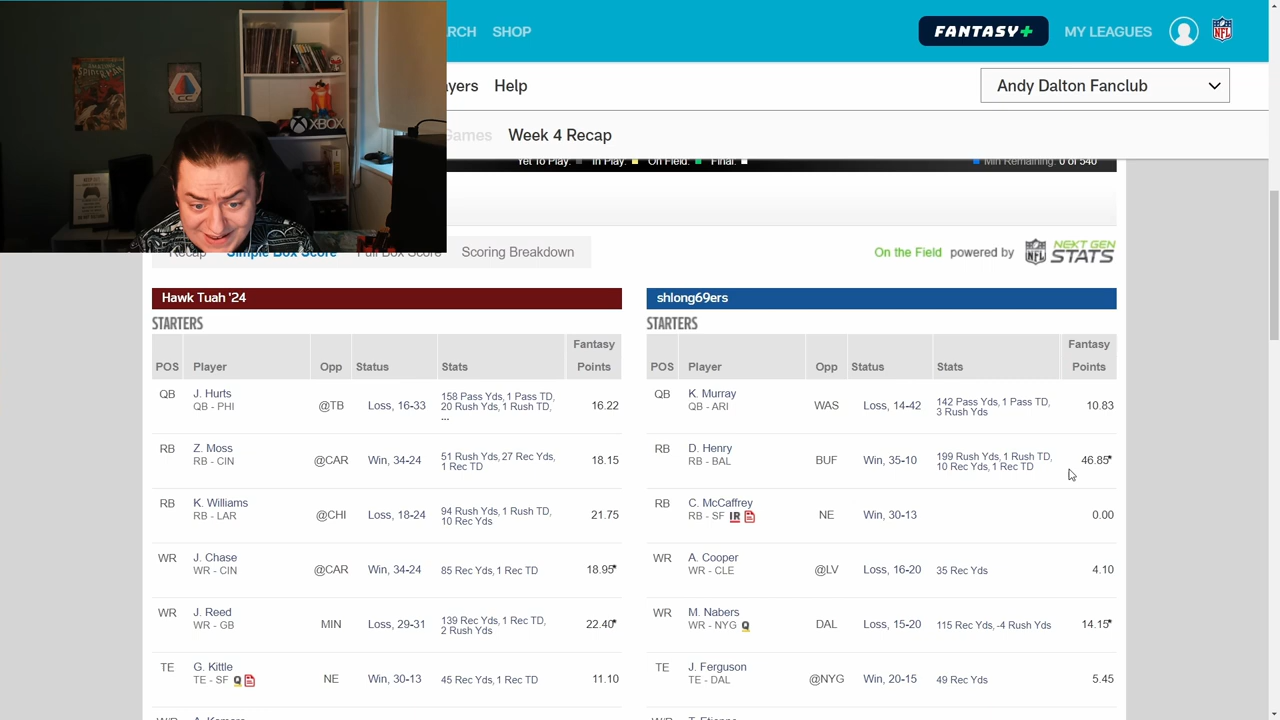 ARCH SHOP FANTASY+ MY LEAGUES NFL
ayers Help Andy Dalton Fanclub
Games Week 4 Recap
Yet To Play: In Play: On Field: Final: Min Remaining: 0 of 540
XBOX
Recap Simple Box Score Full Box Score Scoring Breakdown On the Field powered by NFL NEXT GEN STATS
Hawk Tuah '24
STARTERS
POS Player Opp Status Stats Fantasy Points
QB J. Hurts QB - PHI @TB Loss, 16-33 158 Pass Yds, 1 Pass TD, 20 Rush Yds, 1 Rush TD, ... 16.22
RB Z. Moss RB - CIN @CAR Win, 34-24 51 Rush Yds, 27 Rec Yds, 1 Rec TD 18.15
RB K. Williams RB - LAR @CHI Loss, 18-24 94 Rush Yds, 1 Rush TD, 10 Rec Yds 21.75
WR J. Chase WR - CIN @CAR Win, 34-24 85 Rec Yds, 1 Rec TD 18.95*
WR J. Reed WR - GB MIN Loss, 29-31 139 Rec Yds, 1 Rec TD, 2 Rush Yds 22.40*
TE G. Kittle TE - SF Q NE Win, 30-13 45 Rec Yds, 1 Rec TD 11.10
W/R A. Kamara
shlong69ers
STARTERS
POS Player Opp Status Stats Fantasy Points
QB K. Murray QB - ARI WAS Loss, 14-42 142 Pass Yds, 1 Pass TD, 3 Rush Yds 10.83
RB D. Henry RB - BAL BUF Win, 35-10 199 Rush Yds, 1 Rush TD, 10 Rec Yds, 1 Rec TD 46.85*
RB C. McCaffrey RB - SF IR NE Win, 30-13 0.00
WR A. Cooper WR - CLE @LV Loss, 16-20 35 Rec Yds 4.10
WR M. Nabers WR - NYG Q DAL Loss, 15-20 115 Rec Yds, -4 Rush Yds 14.15*
TE J. Ferguson TE - DAL @NYG Win, 20-15 49 Rec Yds 5.45
W/R T. Etienne